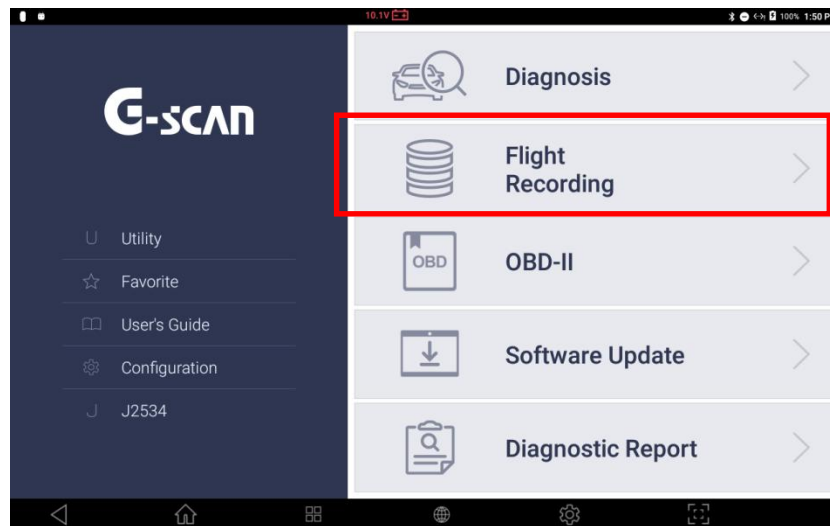 10.1V
100% 1:50 P
G-scan
Diagnosis
Flight
Recording
OBD
OBD-II
Software Update
Diagnostic Report
U Utility
Favorite
User's Guide
Configuration
J J2534